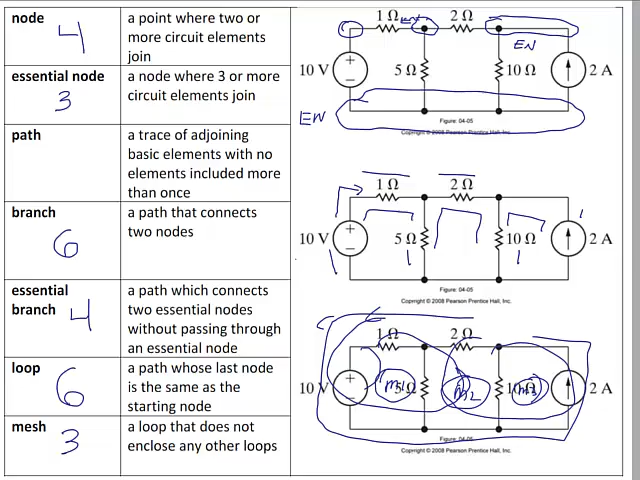 node
4
a point where two or
more circuit elements
join
essential node
3
a node where 3 or more
circuit elements join
path
a trace of adjoining
basic elements with no
elements included more
than once
branch
6
a path that connects
two nodes
essential
branch 4
a path which connects
two essential nodes
without passing through
an essential node
loop
6
a path whose last node
is the same as the
starting node
mesh
3
a loop that does not
enclose any other loops
1 Ω 2 Ω
EN
10 V 5 Ω 10 Ω 2 A
EN
Figure: 04-05
Copyright © 2008 Pearson Prentice Hall, Inc.
1 Ω 2 Ω
10 V 5 Ω 10 Ω 2 A
Figure: 04-05
Copyright © 2008 Pearson Prentice Hall, Inc.
1 Ω 2 Ω
10 V m1 5Ω m2 10 Ω m3 2 A
Figure: 04-05
Copyright © 2008 Pearson Prentice Hall, Inc.